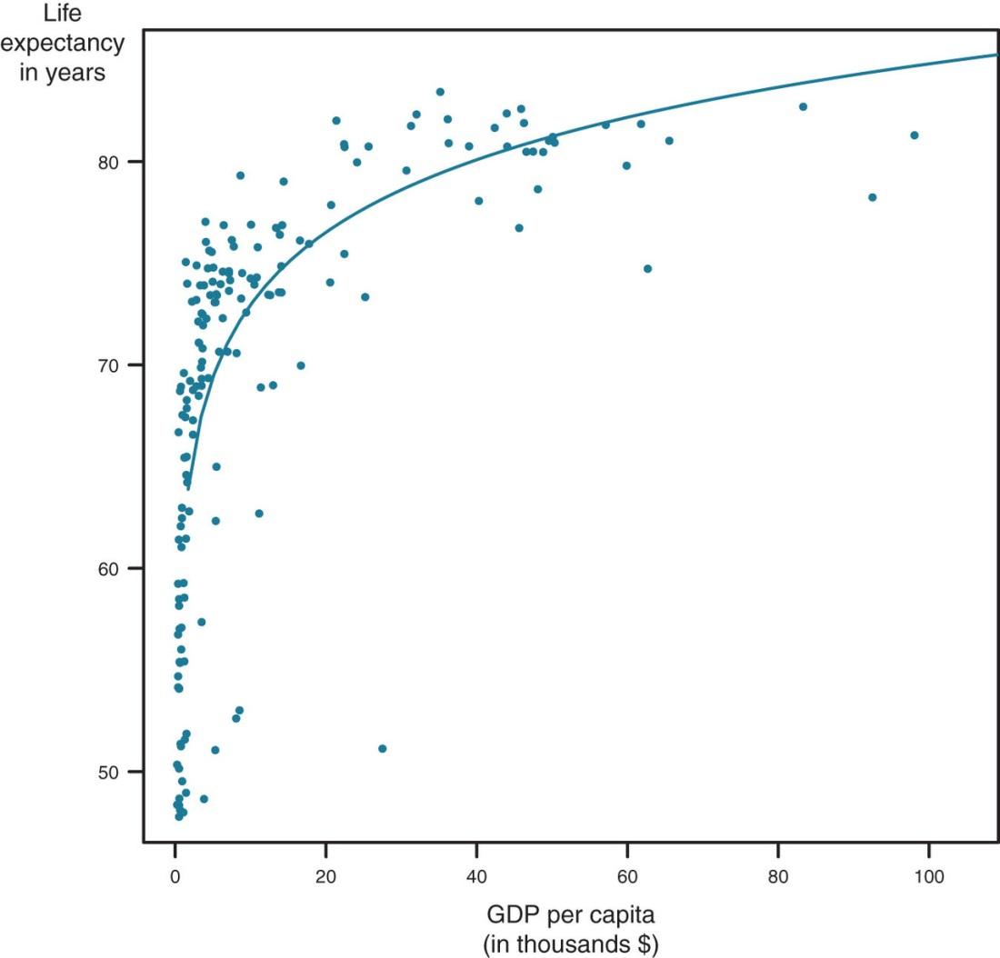 Life
expectancy
in years
80
70
60
50
0 20 40 60 80 100
GDP per capita
(in thousands $)